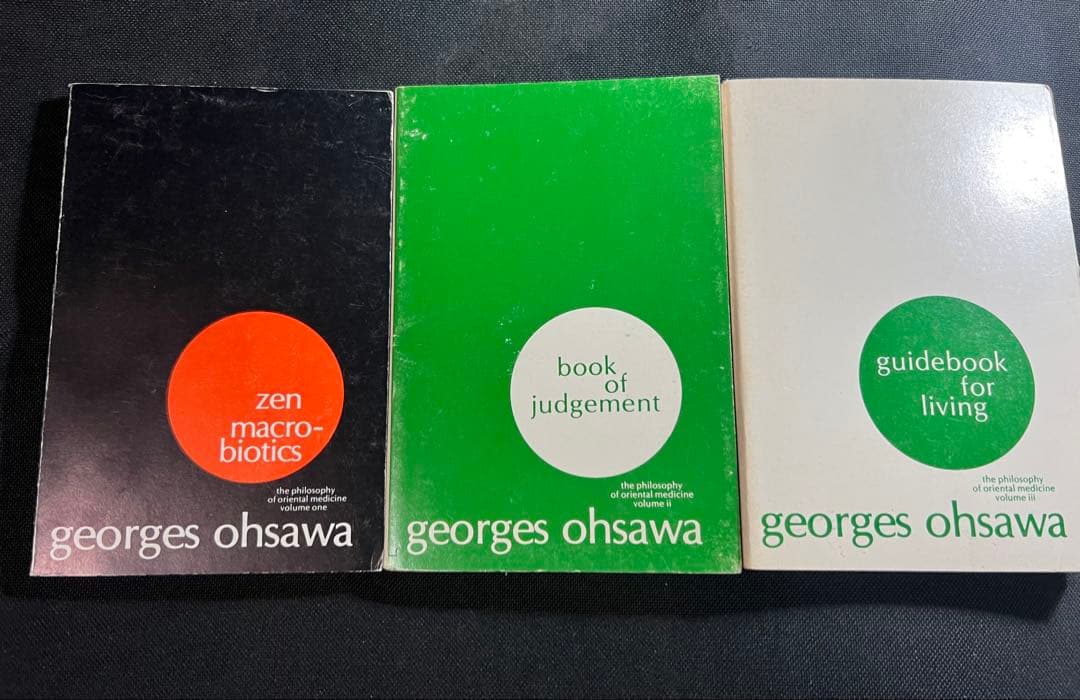 zen
macro-
biotics
the philosophy
of oriental medicine
volume one
georges ohsawa
book
of
judgement
the philosophy
of oriental medicine
volume ii
georges ohsawa
guidebook
for
living
the philosophy
of oriental medicine
volume iii
georges ohsawa